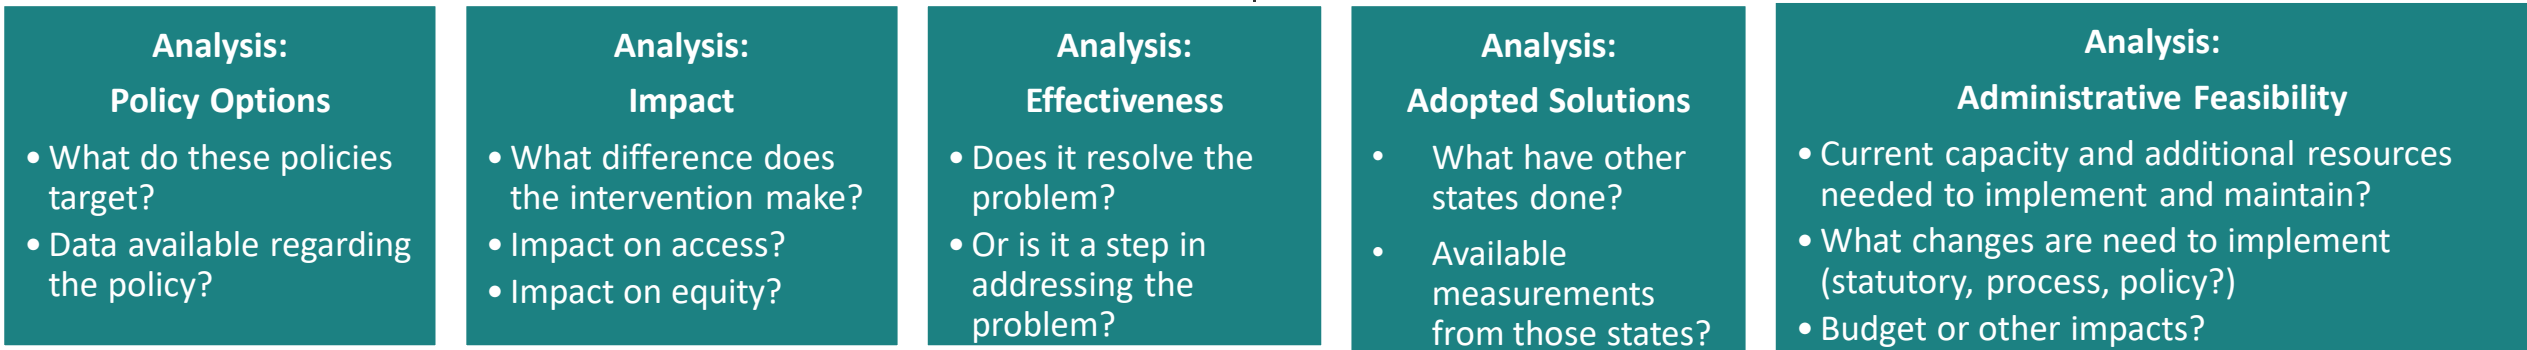 Analysis:
Policy Options
• What do these policies
target?
• Data available regarding
the policy?
Analysis:
Impact
• What difference does
the intervention make?
• Impact on access?
• Impact on equity?
Analysis:
Effectiveness
• Does it resolve the
problem?
• Or is it a step in
addressing the
problem?
Analysis:
Adopted Solutions
• What have other
states done?
• Available
measurements
from those states?
Analysis:
Administrative Feasibility
• Current capacity and additional resources
needed to implement and maintain?
• What changes are need to implement
(statutory, process, policy?)
• Budget or other impacts?